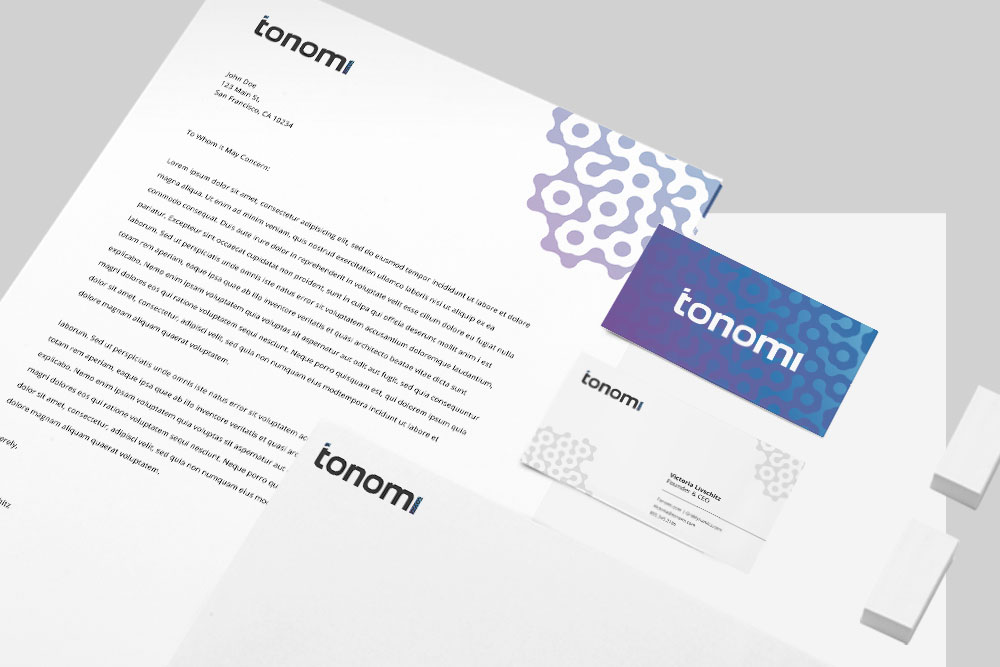 tonomi
John Doe
123 Main St,
San Francisco, CA 10234
To Whom it May Concern:
Lorem ipsum dolor sit amet, consectetur adipisicing elit, sed do eiusmod tempor incididunt ut labore et dolore
magna aliqua. Ut enim ad minim veniam, quis nostrud exercitation ullamco laboris nisi ut aliquip ex ea
commodo consequat. Duis aute irure dolor in reprehenderit in voluptate velit esse cillum dolore eu fugiat nulla
pariatur. Excepteur sint occaecat cupidatat non proident, sunt in culpa qui officia deserunt mollit anim i est
laborum. Sed ut perspiciatis unde omnis iste natus error sit voluptatem accusantium doloremque laudantium,
totam rem aperiam, eaque ipsa quae ab illo inventore veritatis et quasi architecto beatae vitae dicta sunt
explicabo. Nemo enim ipsam voluptatem quia voluptas sit aspernatur aut odit aut fugit, sed quia consequuntur
magni dolores eos qui ratione voluptatem sequi nesciunt. Neque porro quisquam est, qui dolorem ipsum quia
dolor sit amet, consectetur, adipisci velit, sed quia non numquam eius modtempora incidunt ut labore et
dolore magnam aliquam quaerat voluptatem.
laborum. Sed ut perspiciatis unde omnis iste natus error sit voluptatem ac
totam rem aperiam, eaque ipsa quae ab illo inventore veritatis et quasi arc
explicabo. Nemo enim ipsam voluptatem quia voluptas sit aspernatur aut
magni dolores eos qui ratione voluptatem sequi nesciunt. Neque porro qu
dolor sit amet, consectetur, adipisci velit, sed quia non numquam eius mo
dolore magnam aliquam quaerat voluptatem.
erely,
hitz
tonomi
tonomi
Victoria Livschitz
Founder & CEO
tonomi